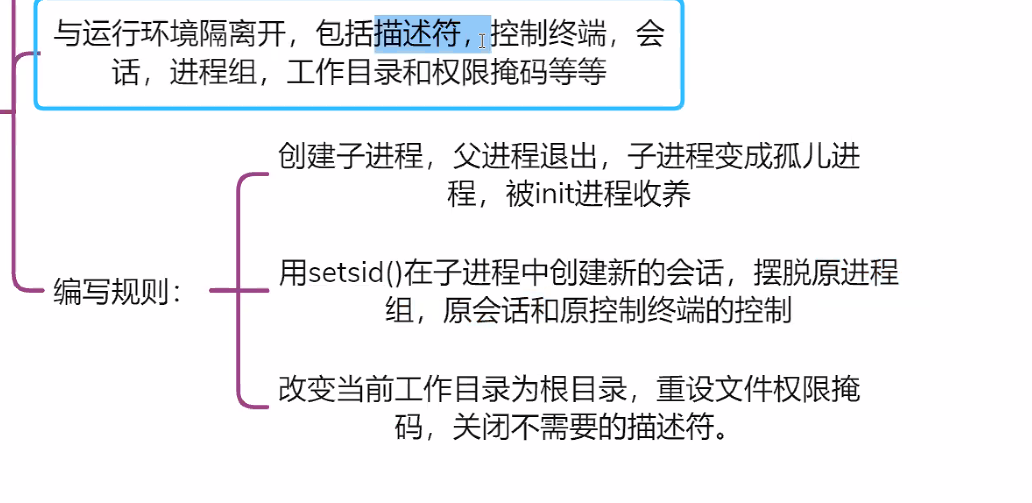 与运行环境隔离开，包括描述符，控制终端，会
话，进程组，工作目录和权限掩码等等
创建子进程，父进程退出，子进程变成孤儿进
程，被init进程收养
编写规则：
用setsid()在子进程中创建新的会话，摆脱原进程
组，原会话和原控制终端的控制
改变当前工作目录为根目录，重设文件权限掩
码，关闭不需要的描述符。